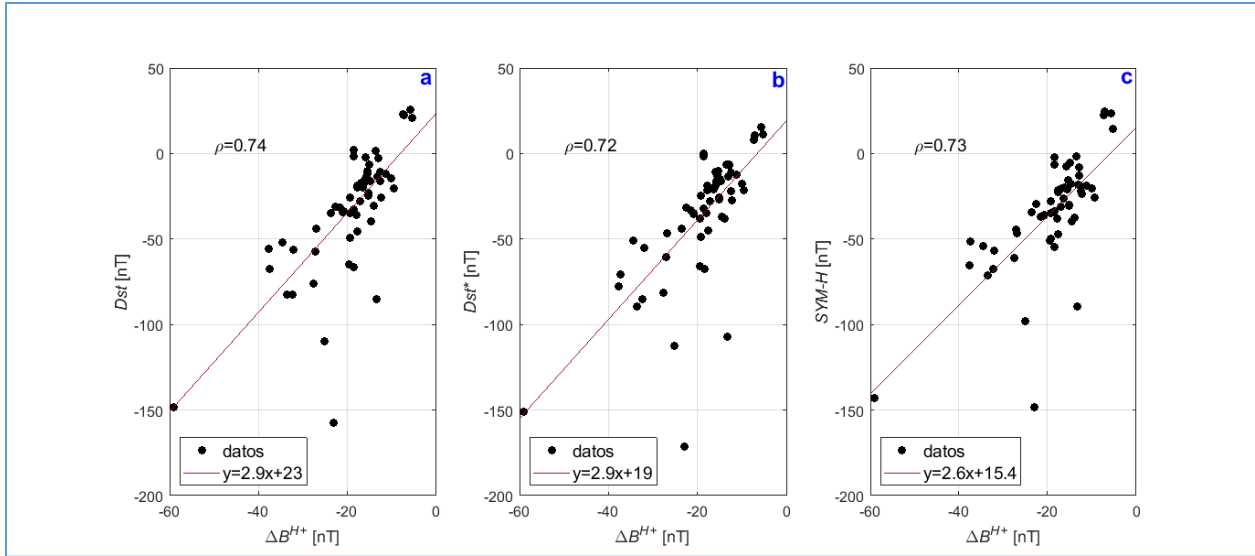 a
ρ=0.74
50
0
-50
-100
-150
-200
Dst [nT]
datos
y=2.9x+23
-60
-40
-20
0
ΔB^{H+} [nT]
b
ρ=0.72
50
0
-50
-100
-150
-200
Dst* [nT]
datos
y=2.9x+19
-60
-40
-20
0
ΔB^{H+} [nT]
c
ρ=0.73
50
0
-50
-100
-150
-200
SYM-H [nT]
datos
y=2.6x+15.4
-60
-40
-20
0
ΔB^{H+} [nT]